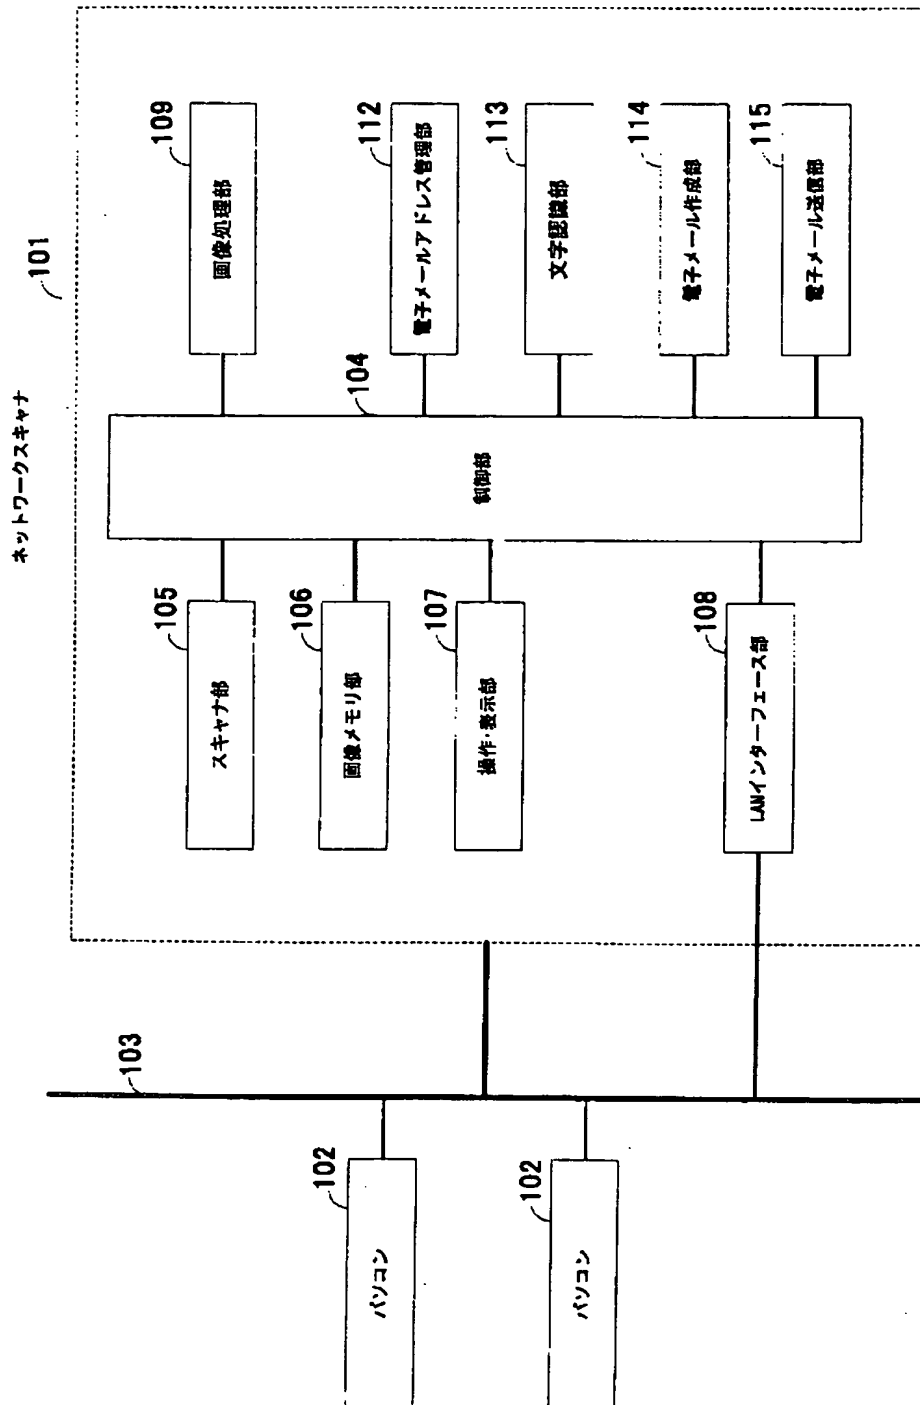 ネットワークスキャナ
101
109
画像処理部
112
電子メールアドレス管理部
113
文字認識部
114
電子メール作成部
115
電子メール送信部
104
制御部
105
スキャナ部
106
画像メモリ部
107
操作・表示部
108
LANインターフェース部
103
102
パソコン
102
パソコン